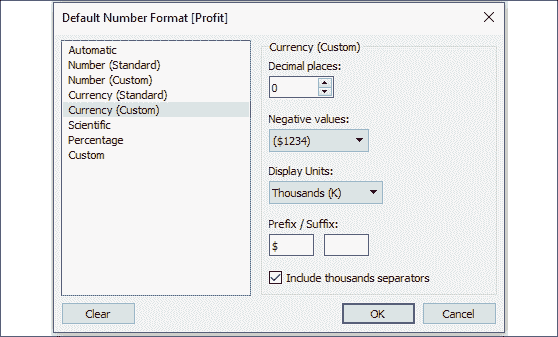 Default Number Format [Profit]
Automatic
Number (Standard)
Number (Custom)
Currency (Standard)
Currency (Custom)
Scientific
Percentage
Custom
Currency (Custom)
Decimal places:
0
Negative values:
($1234)
Display Units:
Thousands (K)
Prefix / Suffix:
$
Include thousands separators
Clear
OK
Cancel